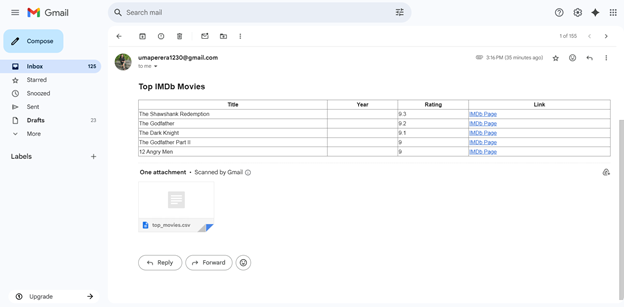 Gmail
Search mail
Compose
1 of 155
Inbox 125
Starred
Snoozed
Sent
Drafts 23
More
Labels
umaperera1230@gmail.com
3:16 PM (35 minutes ago)
to me
Top IMDb Movies
Title Year Rating Link
The Shawshank Redemption 9.3 IMDb Page
The Godfather 9.2 IMDb Page
The Dark Knight 9.1 IMDb Page
The Godfather Part II 9 IMDb Page
12 Angry Men 9 IMDb Page
One attachment • Scanned by Gmail
top_movies.csv
Reply
Forward
Upgrade